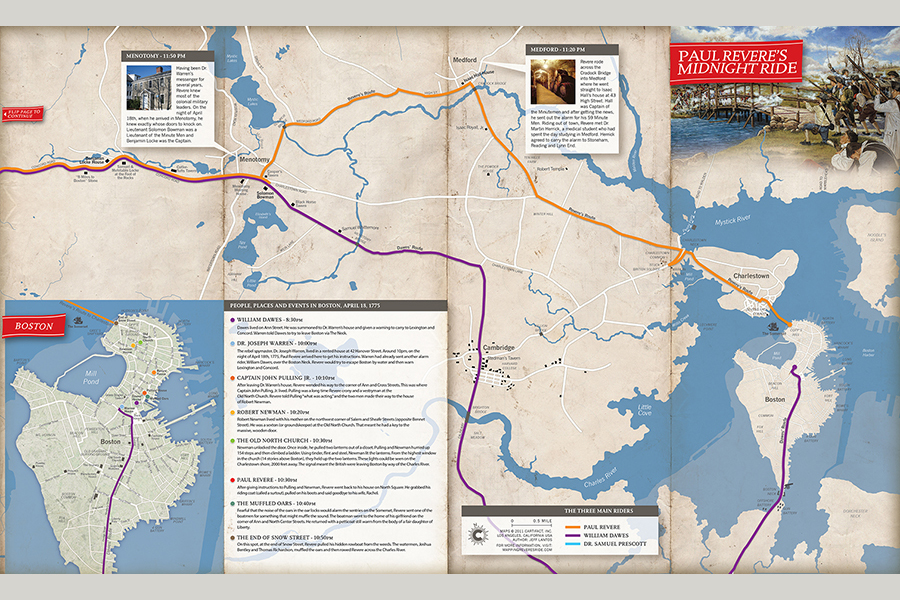 MENOTOMY - 11:50 PM
Having been Dr.
Warren's
messenger for
several years,
Revere knew
most of the
colonial military
leaders. On the
night of April
18th, when he arrived in Menotomy, he
knew exactly whose doors to knock on.
Lieutenant Solomon Bowman was a
Lieutenant of the Minute Men and
Benjamin Locke was the Captain.
MEDFORD - 11:20 PM
Revere rode
across the
Cradock Bridge
into Medford
where he went
straight to Isaac
Hall's house at 43
High Street. Hall
was Captain of
the Minutemen and after getting the news,
he sent out the alarm for his 59 Minute
Men. Riding out of town, Revere met Dr.
Martin Herrick, a medical student who had
spent the day studying in Medford. Herrick
agreed to carry the alarm to Stoneham,
Reading and Lynn End.
PAUL REVERE'S
MIDNIGHT RIDE
FLIP PAGE TO
CONTINUE
Medford
Isaac Hall House
Revere's Route
Isaac Royall, Jr.
Robert Temple
Revere's Route
WINTER HILL
Menotomy
Benjamin
Locke House
Cooper's
Tavern
Solomon
Bowman
Black Horse
Tavern
Samuel Whittemore
Dawes' Route
Mystick River
Charlestown
Cambridge
Bradish's Tavern
Little
Cove
Charles River
Boston
Dawes' Route
BOSTON
Mill
Pond
Boston
PEOPLE, PLACES AND EVENTS IN BOSTON, APRIL 18, 1775
WILLIAM DAWES - 8:30PM
Dawes lived on Ann Street. He was summoned to Dr. Warren's house and given a warning to carry to Lexington and
Concord. Warren told Dawes to try to leave Boston via The Neck.
DR. JOSEPH WARREN - 10:00PM
The rebel spymaster, Dr. Joseph Warren, lived in a rented house at 42 Hanover Street. Around 10pm, on the
night of April 18th, 1775, Paul Revere arrived here to get his instructions. Warren had already sent another alarm
rider, William Dawes, over the Boston Neck. Revere would try to escape Boston by water and then warn
Lexington and Concord.
CAPTAIN JOHN PULLING JR. - 10:10PM
After leaving Dr. Warren's house, Revere wended his way to the corner of Ann and Cross Streets. This was where
Captain John Pulling, Jr. lived. Pulling was a long time Revere crony and a vestryman at the
Old North Church. Revere told Pulling "what was acting" and the two men made their way to the house
of Robert Newman.
ROBERT NEWMAN - 10:20PM
Robert Newman lived with his mother on the northwest corner of Salem and Sheafe Streets (opposite Bennet
Street). He was a sexton (or groundskeeper) at the Old North Church. That meant he had a key to the
massive, wooden door.
THE OLD NORTH CHURCH - 10:30PM
Newman unlocked the door. Once inside, he pulled two lanterns out of a closet. Pulling and Newman hurried up
154 steps and then climbed a ladder. Using tinder, flint and steel, Newman lit the lanterns. From the highest window
in the church (14 stories above Boston), they held up the two lanterns. These lights could be seen on the
Charlestown shore, 2000 feet away. The signal meant the British were leaving Boston by way of the Charles River.
PAUL REVERE - 10:30PM
After giving instructions to Pulling and Newman, Revere went back to his house on North Square. He grabbed his
riding coat (called a surtout), pulled on his boots and said goodbye to his wife, Rachel.
THE MUFFLED OARS - 10:40PM
Fearful that the noise of the oars in the oar locks would alarm the sentries on the Somerset, Revere sent one of the
boatmen for something that might muffle the sound. The boatman went to the home of his girlfriend on the
corner of Ann and North Center Streets. He returned with a petticoat still warm from the body of a fair daughter of
Liberty.
THE END OF SNOW STREET - 10:50PM
On this spot, at the end of Snow Street, Revere pulled his hidden rowboat from the weeds. The watermen, Joshua
Bentley and Thomas Richardson, muffled the oars and then rowed Revere across the Charles River.
0 0.5 MILE
MAPS © 2011 CARTIFACT, INC.
LOS ANGELES, CALIFORNIA USA
AUTHOR: JEFF LANTOS
FOR MORE INFORMATION, VISIT:
THE THREE MAIN RIDERS
PAUL REVERE
WILLIAM DAWES
DR. SAMUEL PRESCOTT